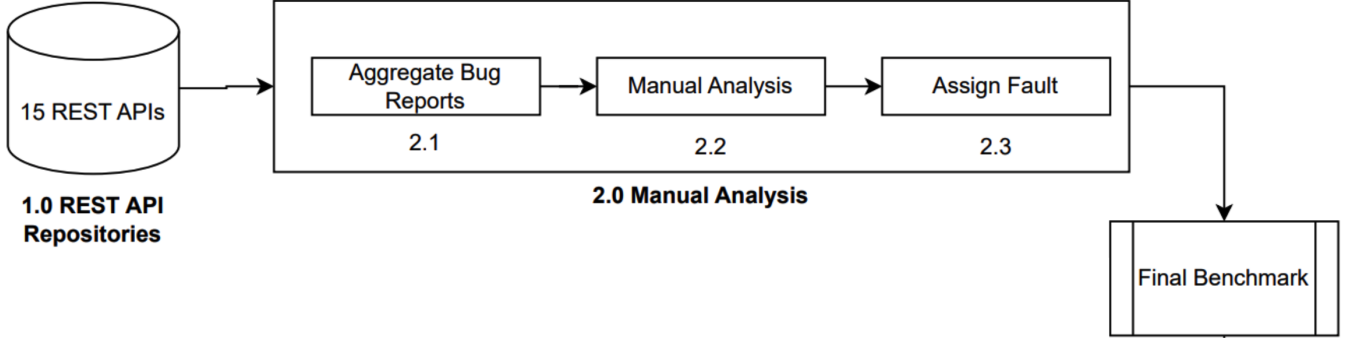 15 REST APIs
1.0 REST API
Repositories
Aggregate Bug
Reports
2.1
Manual Analysis
2.2
Assign Fault
2.3
2.0 Manual Analysis
Final Benchmark